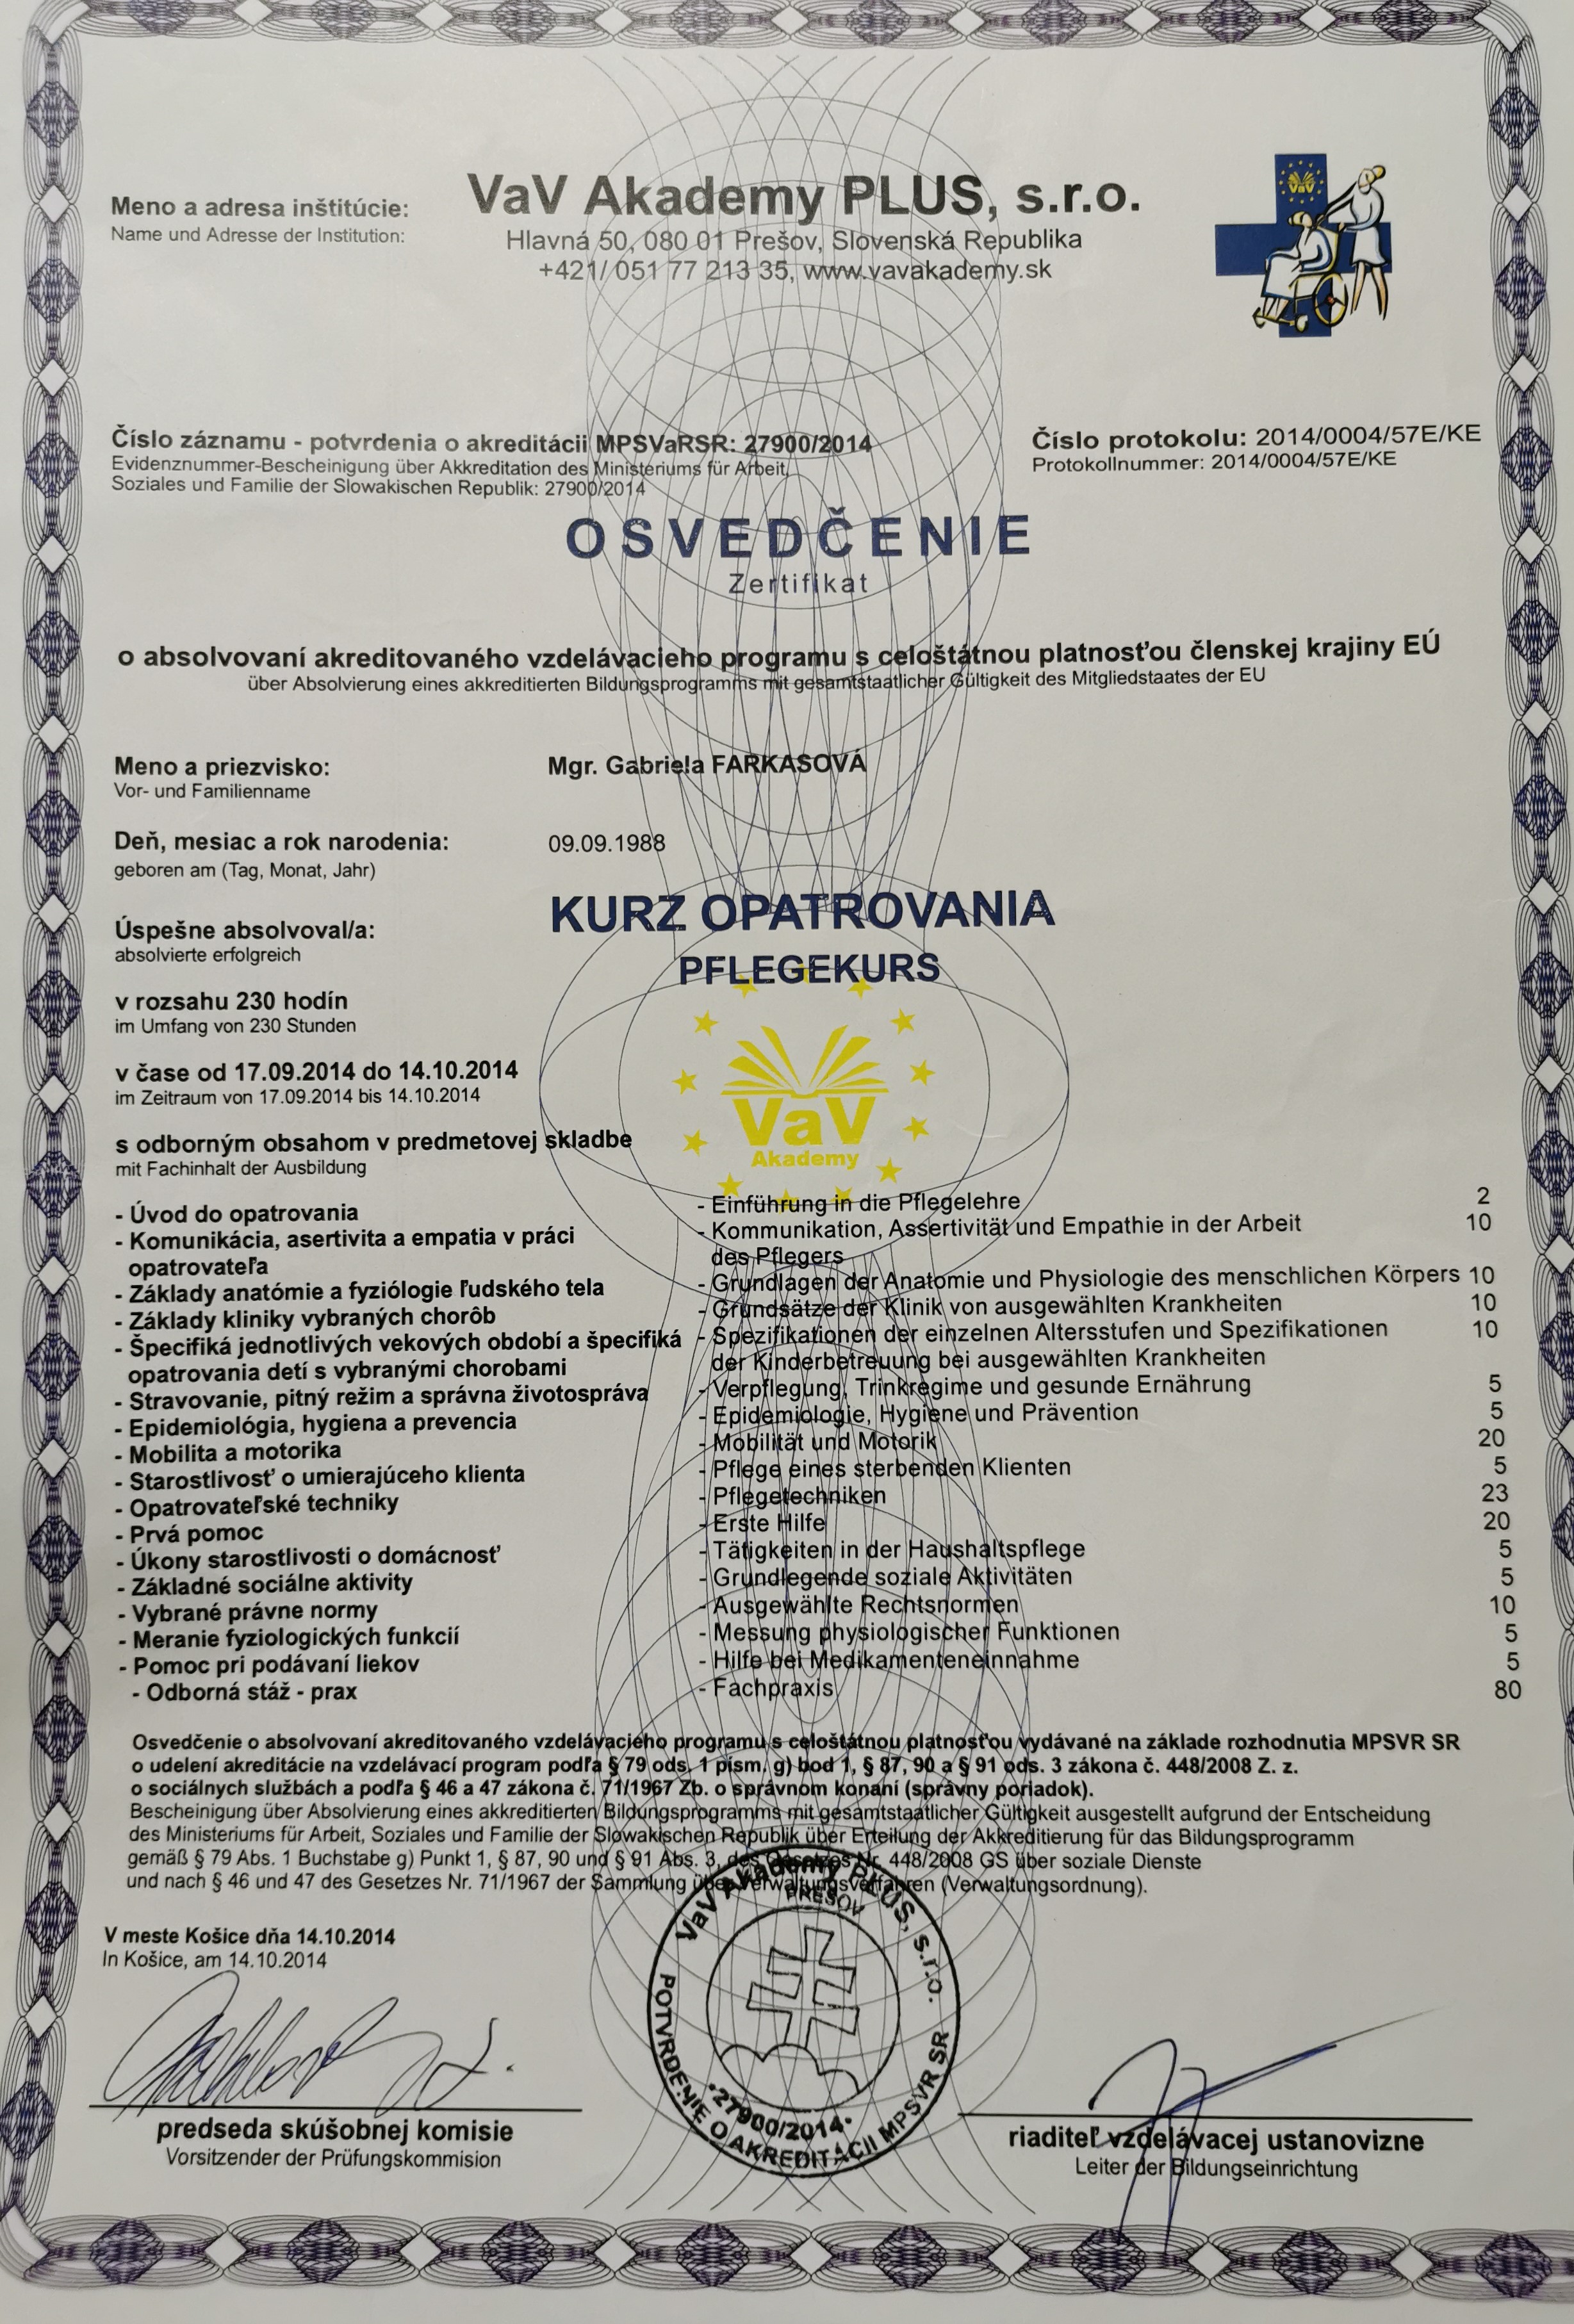 Meno a adresa inštitúcie:
Name und Adresse der Institution:
VaV Akademy PLUS, s.r.o.
Hlavná 50, 080 01 Prešov, Slovenská Republika
+421/ 051 77 213 35, www.vavakademy.sk
Číslo záznamu - potvrdenia o akreditácii MPSVaRSR: 27900/2014
Evidenznummer-Bescheinigung über Akkreditation des Ministeriums für Arbeit,
Soziales und Familie der Slowakischen Republik: 27900/2014
Číslo protokolu: 2014/0004/57E/KE
Protokollnummer: 2014/0004/57E/KE
OSVEDČENIE
Zertifikat
o absolvovaní akreditovaného vzdelávacieho programu s celoštátnou platnosťou členskej krajiny EÚ
über Absolvierung eines akkreditierten Bildungsprogramms mit gesamtstaatlicher Gültigkeit des Mitgliedstaates der EU
Meno a priezvisko: Mgr. Gabriela FARKASOVÁ
Vor- und Familienname
Deň, mesiac a rok narodenia: 09.09.1988
geboren am (Tag, Monat, Jahr)
Úspešne absolvoval/a: KURZ OPATROVANIA
absolvierte erfolgreich PFLEGEKURS
v rozsahu 230 hodín
im Umfang von 230 Stunden
v čase od 17.09.2014 do 14.10.2014
im Zeitraum von 17.09.2014 bis 14.10.2014
VaV
Akademy
s odborným obsahom v predmetovej skladbe
mit Fachinhalt der Ausbildung
- Úvod do opatrovania - Einführung in die Pflegelehre 2
- Komunikácia, asertivita a empatia v práci - Kommunikation, Assertivität und Empathie in der Arbeit 10
opatrovateľa des Pflegers
- Základy anatómie a fyziólogie ľudského tela - Grundlagen der Anatomie und Physiologie des menschlichen Körpers 10
- Základy kliniky vybraných chorôb - Grundsätze der Klinik von ausgewählten Krankheiten 10
- Špecifiká jednotlivých vekových období a špecifiká - Spezifikationen der einzelnen Altersstufen und Spezifikationen 10
opatrovania detí s vybranými chorobami der Kinderbetreuung bei ausgewählten Krankheiten
- Stravovanie, pitný režim a správna životospráva - Verpflegung, Trinkregime und gesunde Ernährung 5
- Epidemiológia, hygiena a prevencia - Epidemiologie, Hygiene und Prävention 5
- Mobilita a motorika - Mobilität und Motorik 20
- Starostlivosť o umierajúceho klienta - Pflege eines sterbenden Klienten 5
- Opatrovateľské techniky - Pflegetechniken 23
- Prvá pomoc - Erste Hilfe 20
- Úkony starostlivosti o domácnosť - Tätigkeiten in der Haushaltspflege 5
- Základné sociálne aktivity - Grundlegende soziale Aktivitäten 5
- Vybrané právne normy - Ausgewählte Rechtsnormen 10
- Meranie fyziologických funkcií - Messung physiologischer Funktionen 5
- Pomoc pri podávaní liekov - Hilfe bei Medikamenteneinnahme 5
- Odborná stáž - prax - Fachpraxis 80
Osvedčenie o absolvovaní akreditovaného vzdelávacieho programu s celoštátnou platnosťou vydávané na základe rozhodnutia MPSVR SR
o udelení akreditácie na vzdelávací program podľa § 79 ods. 1 písm. g) bod 1, § 87, 90 a § 91 ods. 3 zákona č. 448/2008 Z. z.
o sociálnych službách a podľa § 46 a 47 zákona č. 71/1967 Zb. o správnom konaní (správny poriadok).
Bescheinigung über Absolvierung eines akkreditierten Bildungsprogramms mit gesamtstaatlicher Gültigkeit ausgestellt aufgrund der Entscheidung
des Ministeriums für Arbeit, Soziales und Familie der Slowakischen Republik über Erteilung der Akkreditierung für das Bildungsprogramm
gemäß § 79 Abs. 1 Buchstabe g) Punkt 1, § 87, 90 und § 91 Abs. 3, des Gesetzes Nr. 448/2008 GS über soziale Dienste
und nach § 46 und 47 des Gesetzes Nr. 71/1967 der Sammlung über Verwaltungsverfahren (Verwaltungsordnung).
V meste Košice dňa 14.10.2014
In Košice, am 14.10.2014
VaV Akademy PLUS, s.r.o.
PREŠOV
POTVRDENIE O AKREDITÁCII MPSVR SR
·27900/2014·
predseda skúšobnej komisie
Vorsitzender der Prüfungskommission
riaditeľ vzdelávacej ustanovizne
Leiter der Bildungseinrichtung